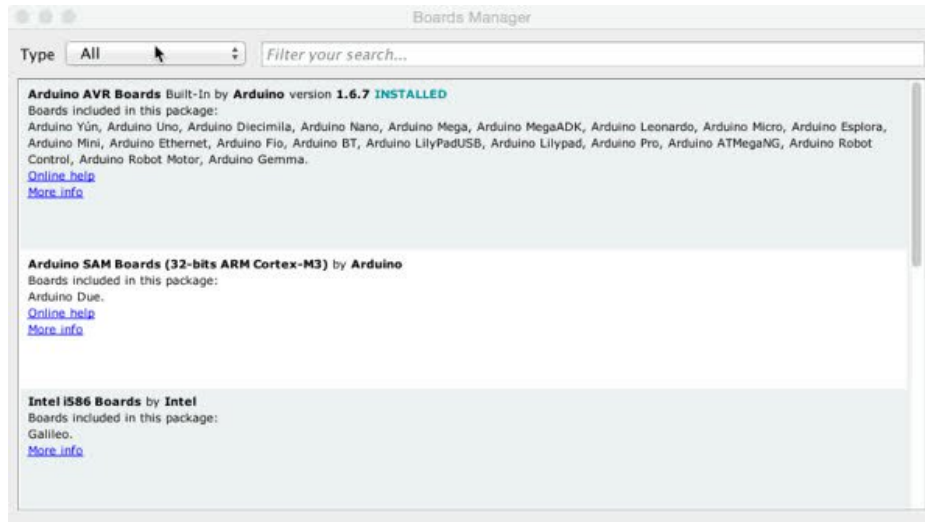 Boards Manager
Type All Filter your search...
Arduino AVR Boards Built-In by Arduino version 1.6.7 INSTALLED
Boards included in this package:
Arduino Yún, Arduino Uno, Arduino Diecimila, Arduino Nano, Arduino Mega, Arduino MegaADK, Arduino Leonardo, Arduino Micro, Arduino Esplora,
Arduino Mini, Arduino Ethernet, Arduino Fio, Arduino BT, Arduino LilyPadUSB, Arduino Lilypad, Arduino Pro, Arduino ATMegaNG, Arduino Robot
Control, Arduino Robot Motor, Arduino Gemma.
Online help
More info
Arduino SAM Boards (32-bits ARM Cortex-M3) by Arduino
Boards included in this package:
Arduino Due.
Online help
More info
Intel i586 Boards by Intel
Boards included in this package:
Galileo.
More info